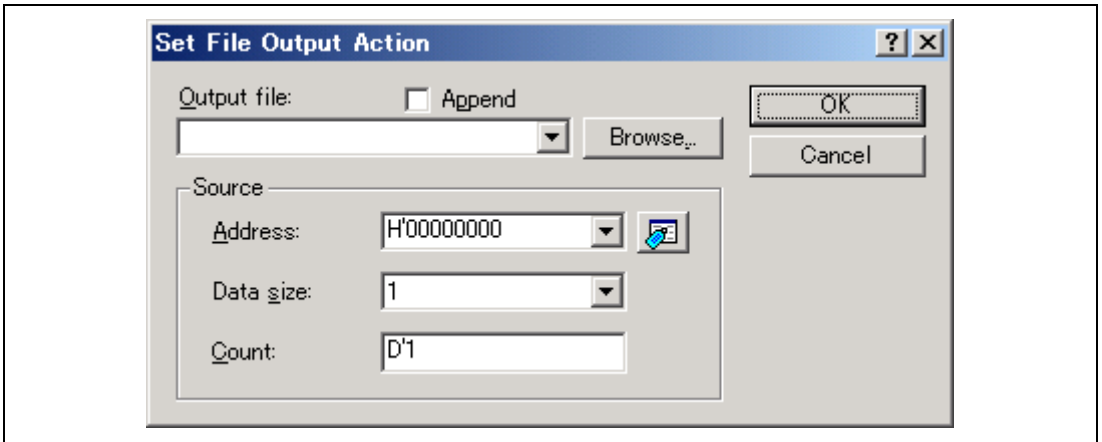 Set File Output Action
Output file:
Append
Browse...
OK
Cancel
Source
Address:
H'00000000
Data size:
1
Count:
D'1